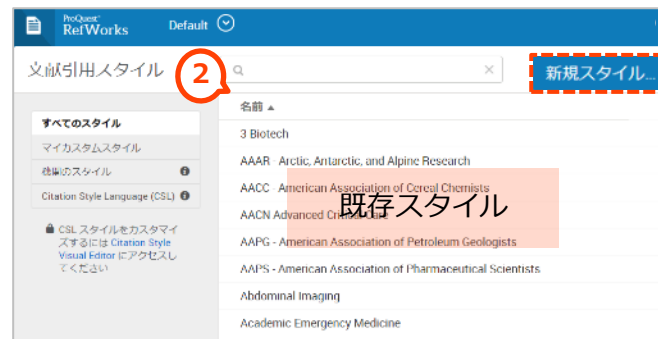 ProQuest
RefWorks
Default
文献引用スタイル
2
新規スタイル...
名前
すべてのスタイル
マイカスタムスタイル
機関のスタイル
Citation Style Language (CSL)
CSL スタイルをカスタマイ
ズするには Citation Style
Visual Editor にアクセスし
てください
3 Biotech
AAAR - Arctic, Antarctic, and Alpine Research
AACC - American Association of Cereal Chemists
AACN Advanced Critical Care
既存スタイル
AAPG - American Association of Petroleum Geologists
AAPS - American Association of Pharmaceutical Scientists
Abdominal Imaging
Academic Emergency Medicine